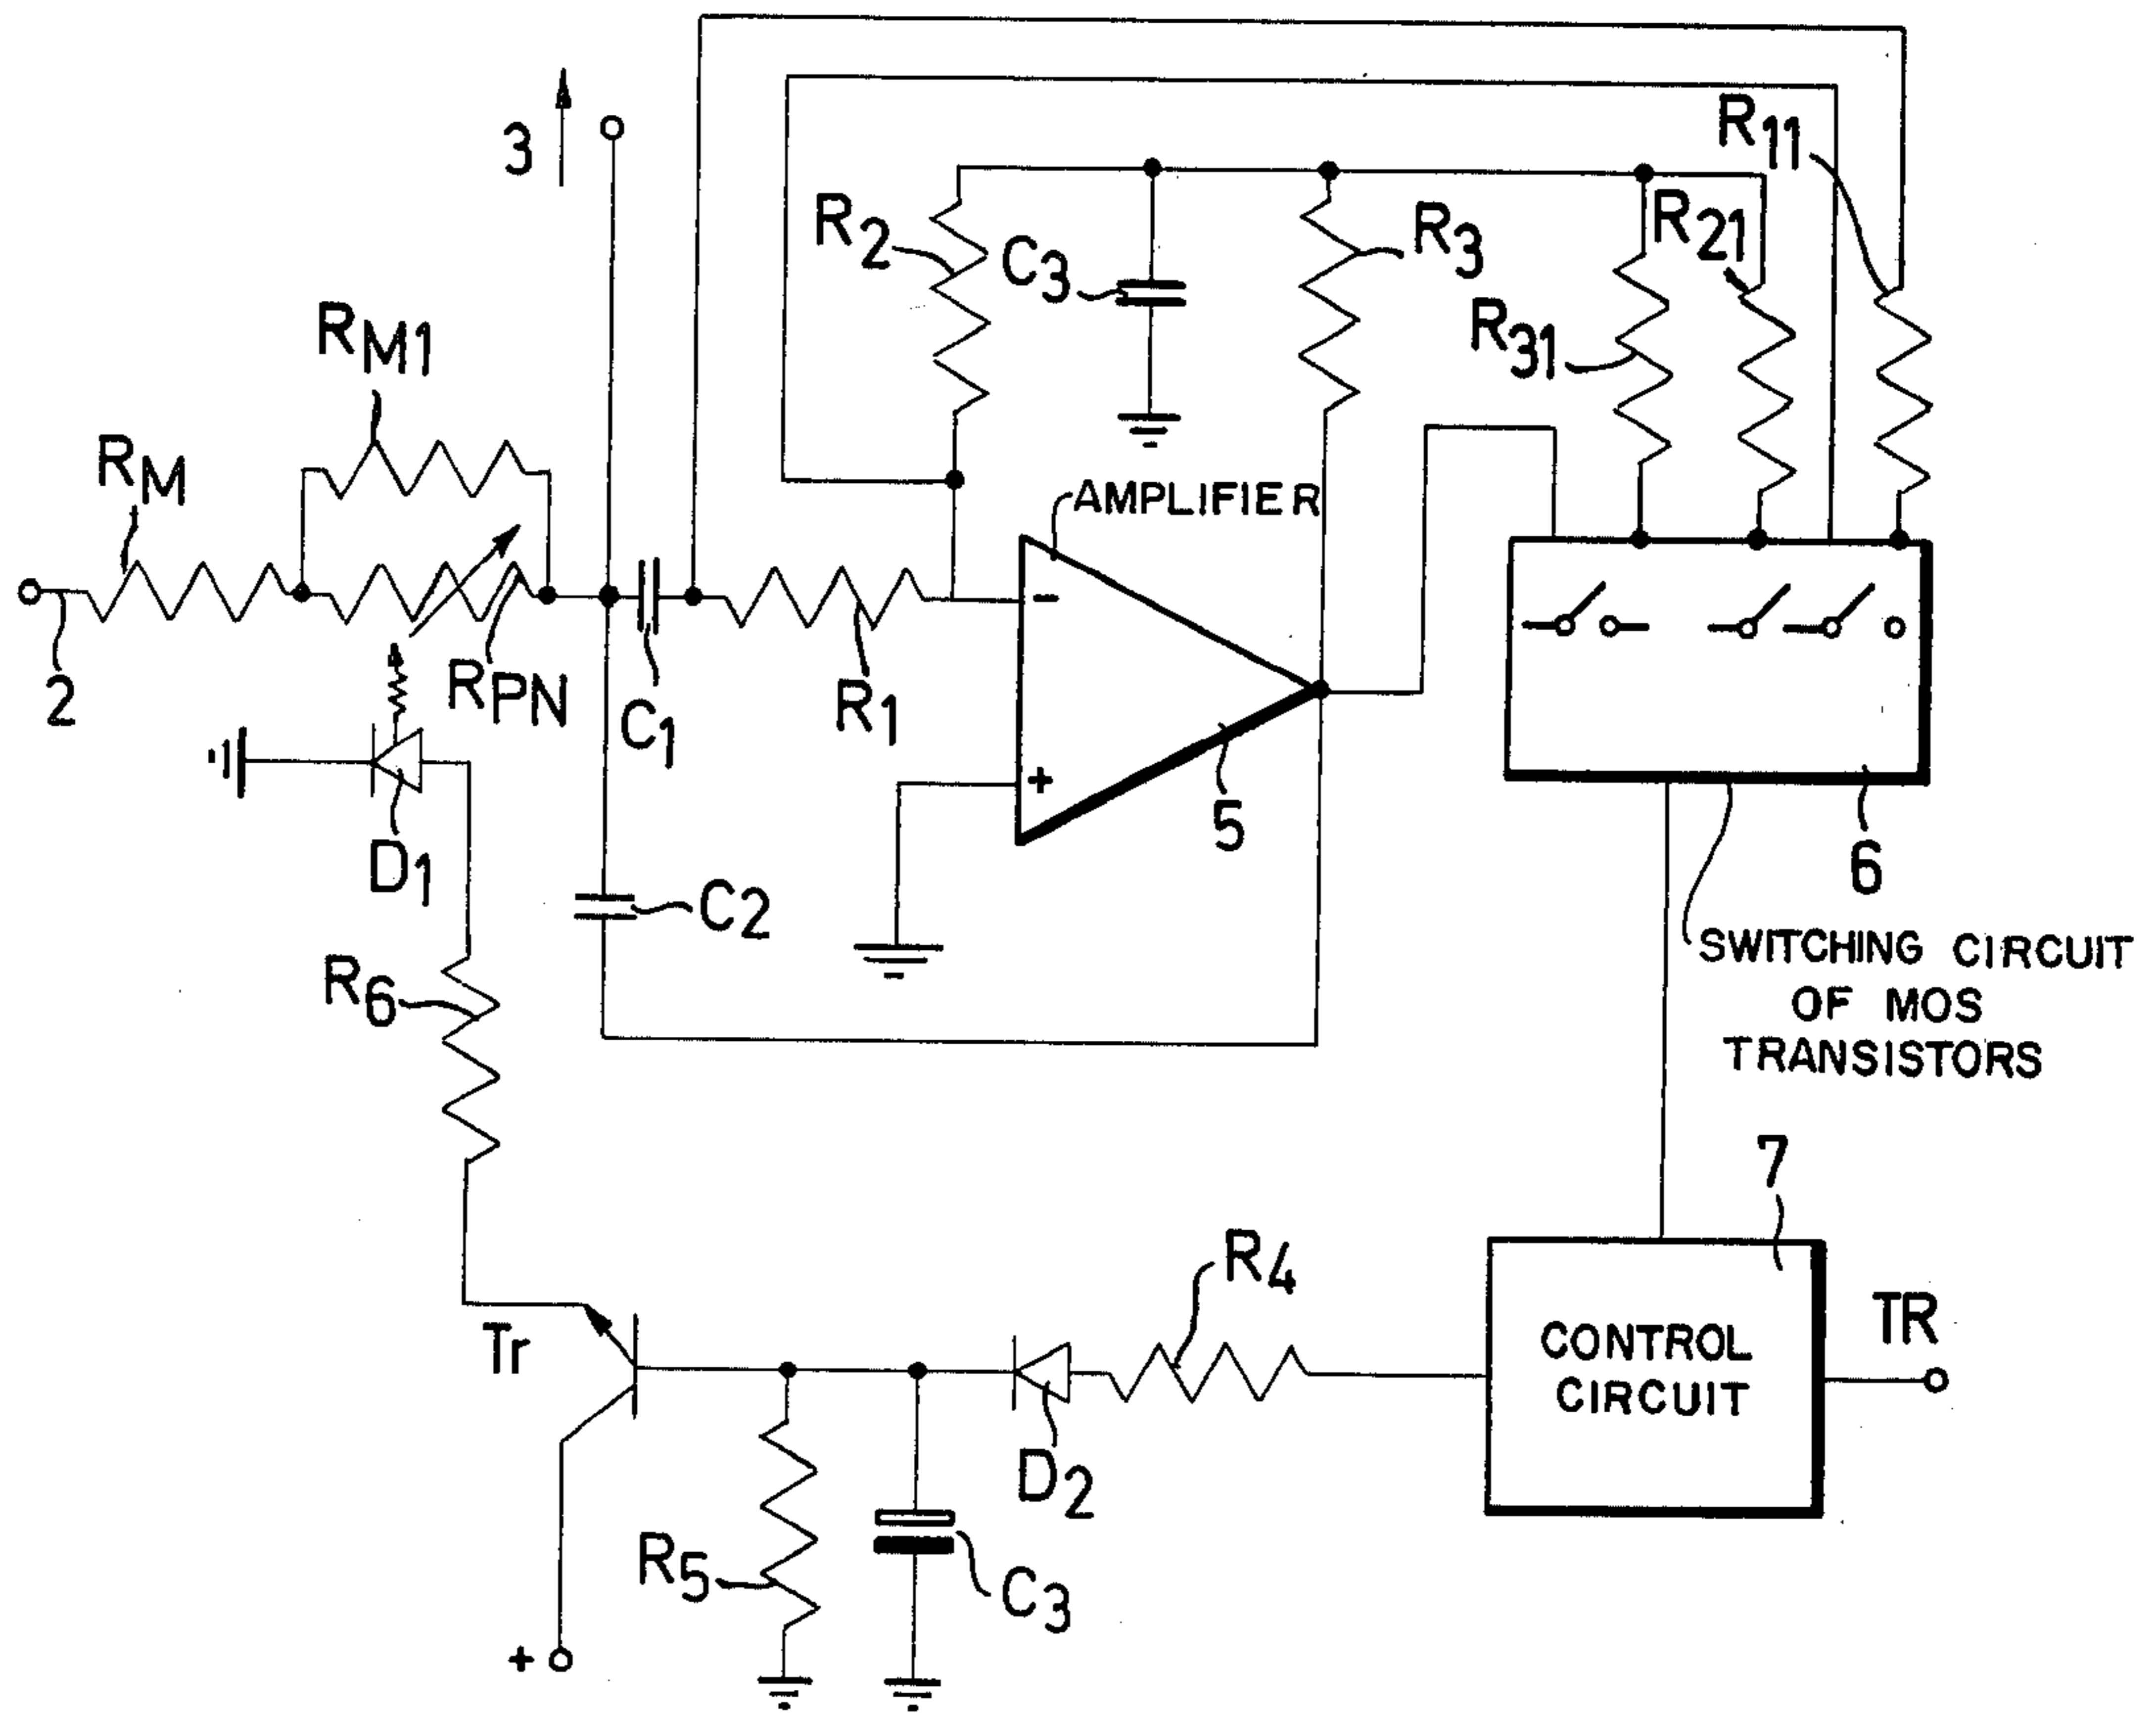 3
R11
R2
C3
R3
R21
R31
RM1
RM
AMPLIFIER
2
RPN
C1
R1
-
+
5
6
D1
C2
SWITCHING CIRCUIT
OF MOS
TRANSISTORS
R6
7
R4
TR
CONTROL
CIRCUIT
Tr
D2
R5
C3
+